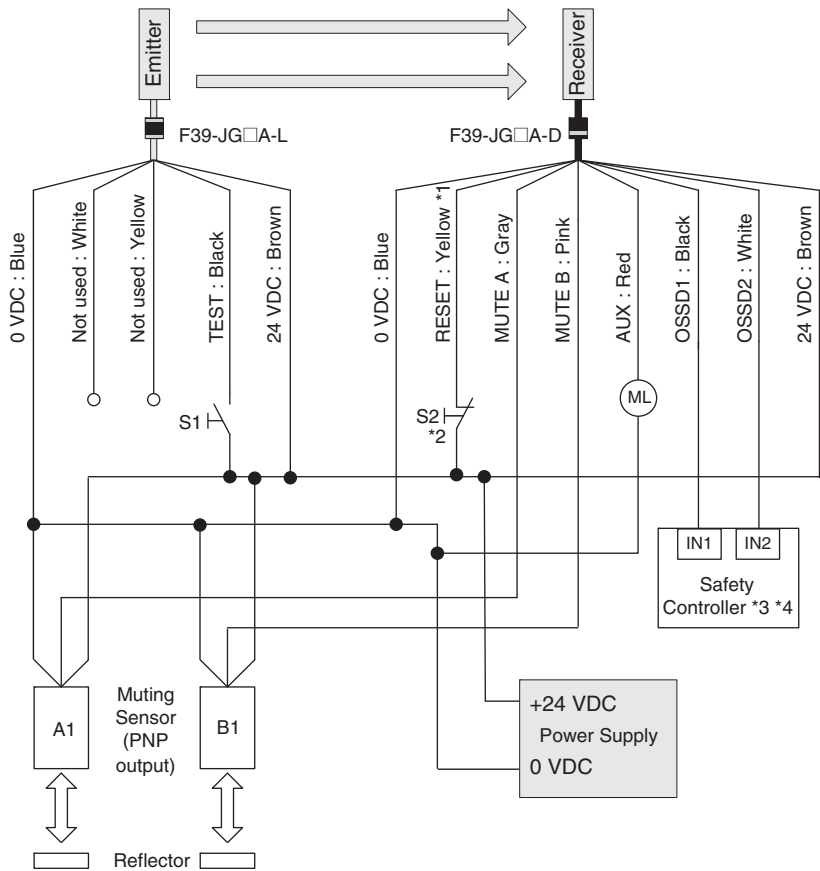 Emitter
Receiver
F39-JG□A-L
F39-JG□A-D
0 VDC : Blue
Not used : White
Not used : Yellow
TEST : Black
24 VDC : Brown
0 VDC : Blue
RESET : Yellow *1
MUTE A : Gray
MUTE B : Pink
AUX : Red
OSSD1 : Black
OSSD2 : White
24 VDC : Brown
S1
S2
*2
ML
IN1
IN2
Safety
Controller *3 *4
A1
Muting
Sensor
(PNP
output)
B1
+24 VDC
Power Supply
0 VDC
Reflector